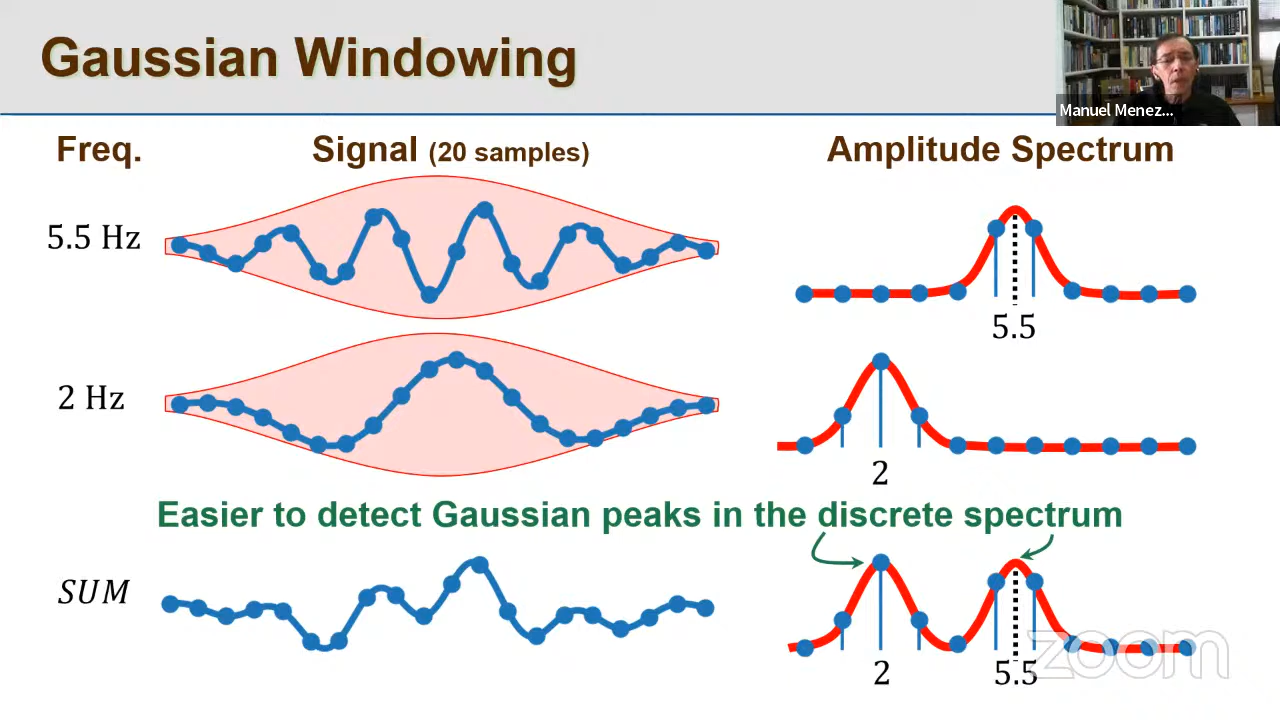 Gaussian Windowing
Manuel Menez...
Freq.
Signal (20 samples)
Amplitude Spectrum
5.5 Hz
5.5
2 Hz
2
Easier to detect Gaussian peaks in the discrete spectrum
SUM
2
5.5
zoom